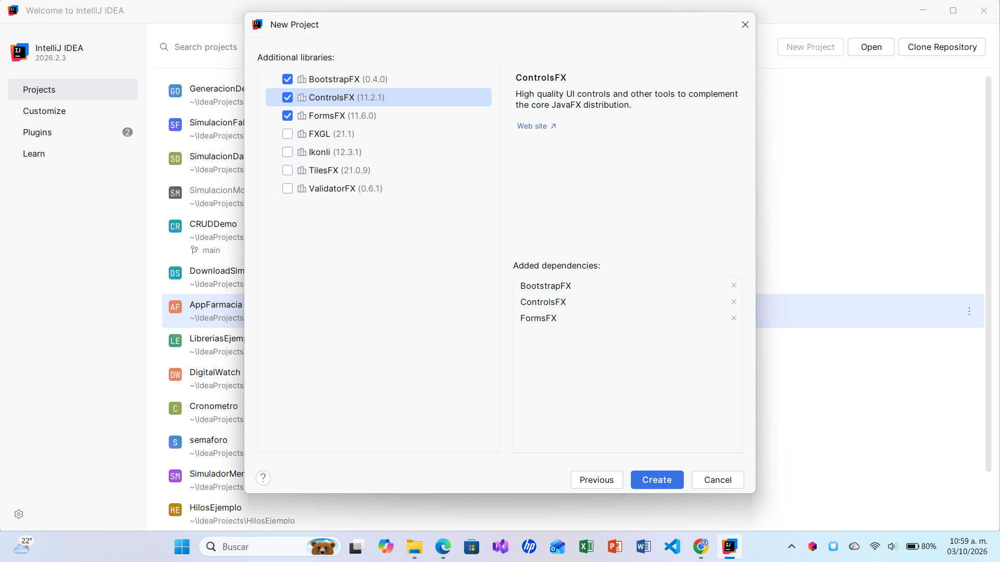 Welcome to IntelliJ IDEA
IntelliJ IDEA
2026.2.3
Projects
Customize
Plugins 2
Learn
Search projects
New Project
Open
Clone Repository
GD GeneracionDe
~\IdeaProjects
SF SimulacionFal
~\IdeaProjects
SD SimulacionDa
~\IdeaProjects
SM SimulacionMo
~\IdeaProjects
CR CRUDDemo
~\IdeaProjects
main
DS DownloadSim
~\IdeaProjects
AF AppFarmacia
~\IdeaProjects
LE LibreriasEjemp
~\IdeaProjects
DW DigitalWatch
~\IdeaProjects
C Cronometro
~\IdeaProjects
S semaforo
~\IdeaProjects
SM SimuladorMem
~\IdeaProjects
HE HilosEjemplo
~\IdeaProjects\HilosEjemplo
New Project
Additional libraries:
BootstrapFX (0.4.0)
ControlsFX (11.2.1)
FormsFX (11.6.0)
FXGL (21.1)
Ikonli (12.3.1)
TilesFX (21.0.9)
ValidatorFX (0.6.1)
ControlsFX
High quality UI controls and other tools to complement
the core JavaFX distribution.
Web site ↗
Added dependencies:
BootstrapFX
ControlsFX
FormsFX
?
Previous
Create
Cancel
22°
Buscar
80%
10:59 a. m.
03/10/2026